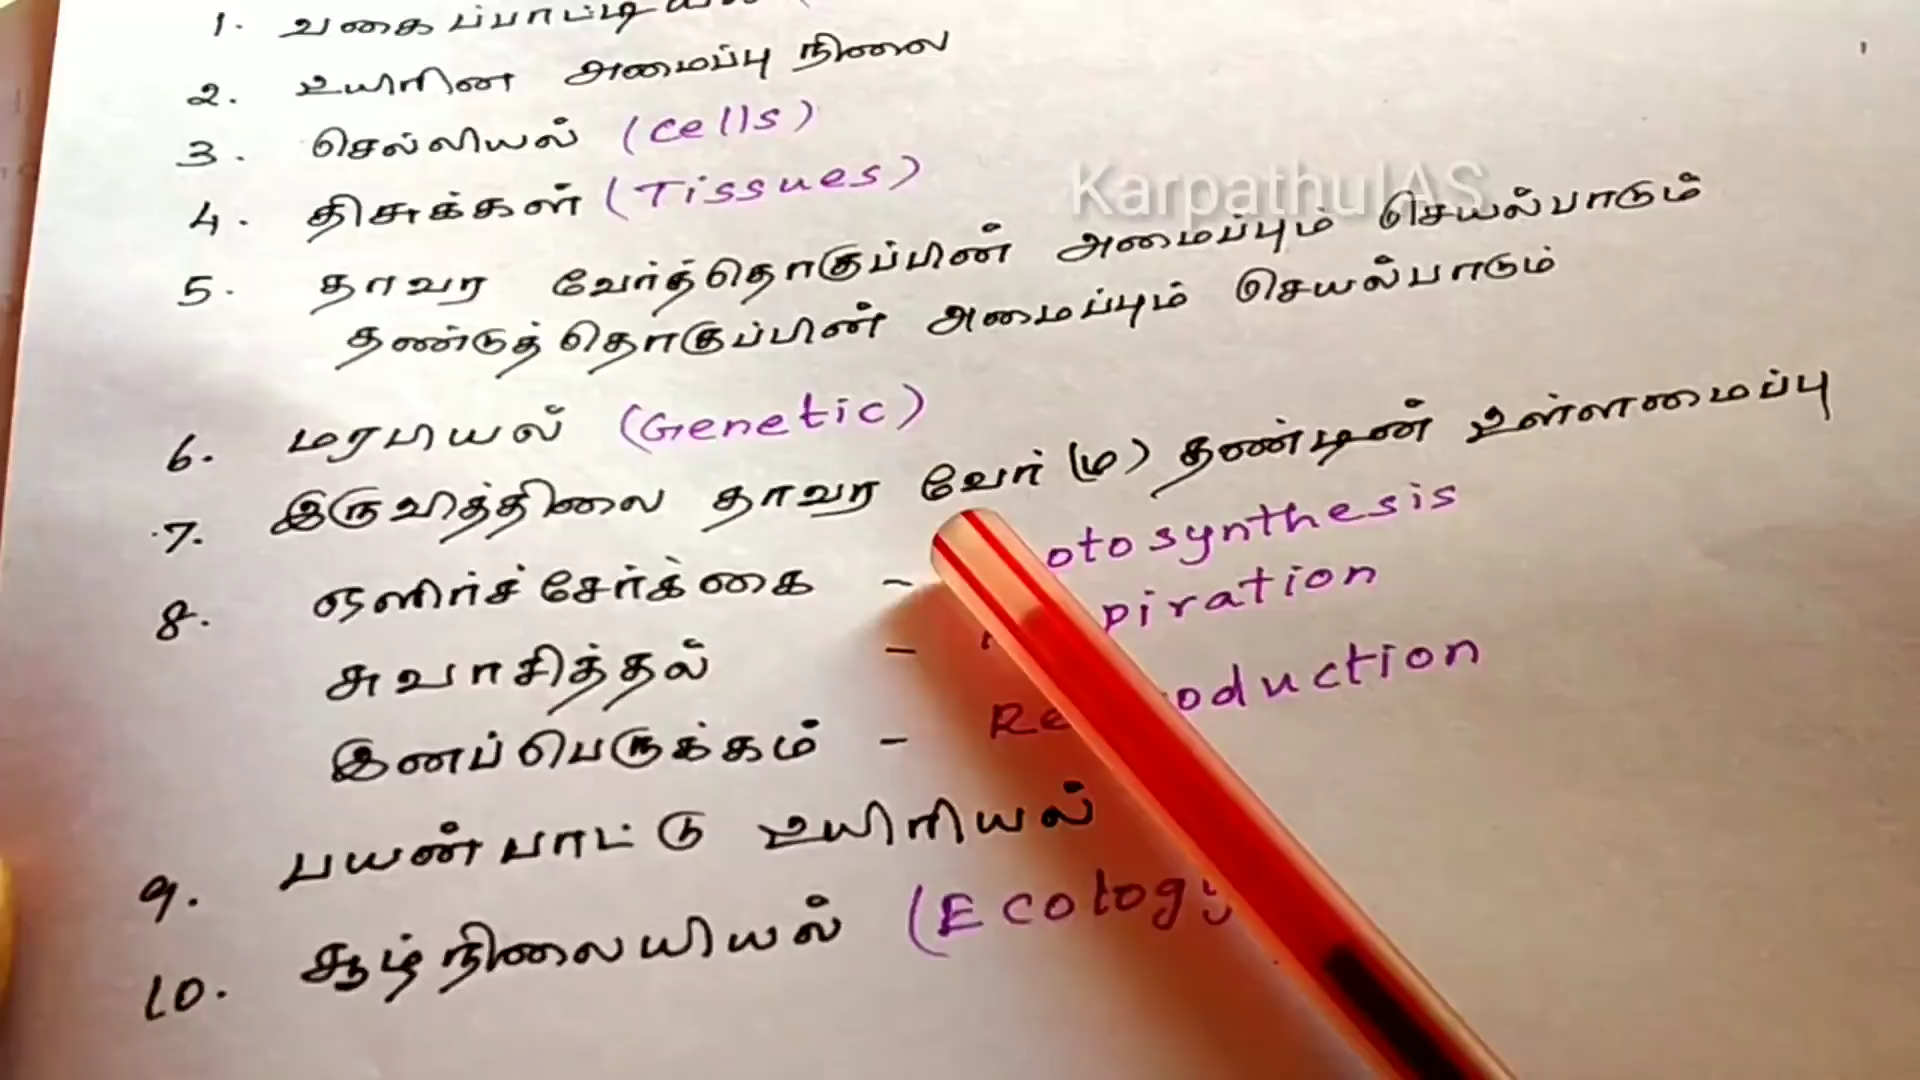 1. வகைப்பாட்டியல்
2. உயிரின அமைப்பு நிலை
3. செல்லியல் (Cells)
4. திசுக்கள் (Tissues)
KarpathuIAS
5. தாவர வேர்த்தொகுப்பின் அமைப்பும் செயல்பாடும்
தண்டுத்தொகுப்பின் அமைப்பும் செயல்பாடும்
6. மரபியல் (Genetic)
7. இருவித்திலை தாவர வேர் (ம) தண்டின் உள்ளமைப்பு
8. ஒளிர்ச்சேர்க்கை - otosynthesis
சுவாசித்தல் - piration
இனப்பெருக்கம் - Re oduction
9. பயன்பாட்டு உயிரியல்
10. சூழ்நிலையியல் (Ecology